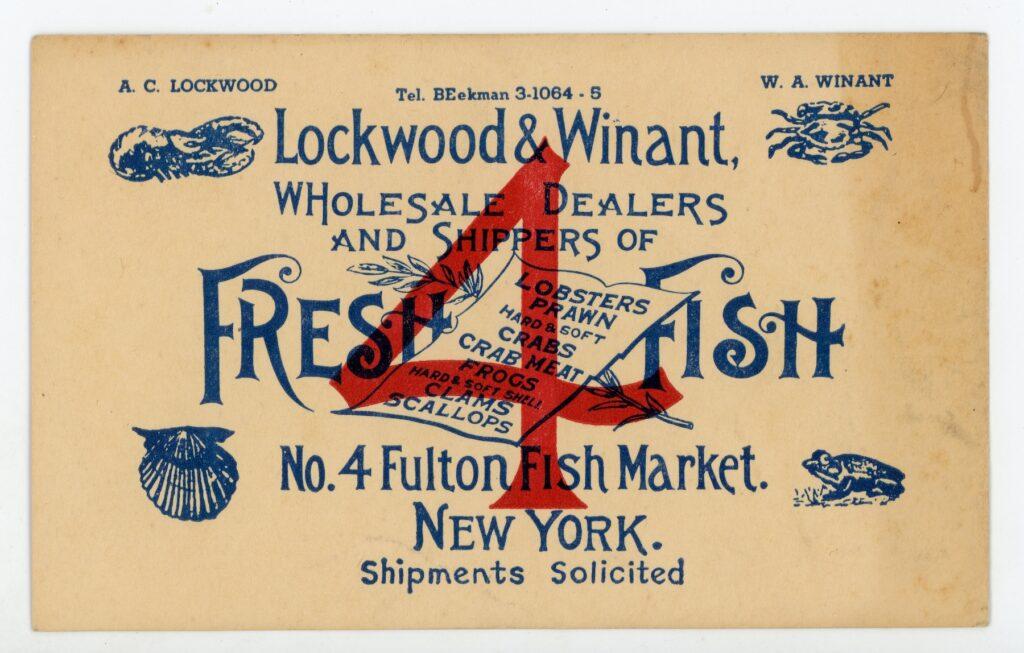 A. C. LOCKWOOD
Tel. BEekman 3-1064-5
W. A. WINANT
Lockwood & Winant,
WHOLESALE DEALERS
AND SHIPPERS OF
FRESH FISH
4
LOBSTERS
PRAWN
HARD & SOFT
CRABS
CRAB MEAT
FROGS
HARD & SOFT SHELL
CLAMS
SCALLOPS
No. 4 Fulton Fish Market.
NEW YORK.
Shipments Solicited